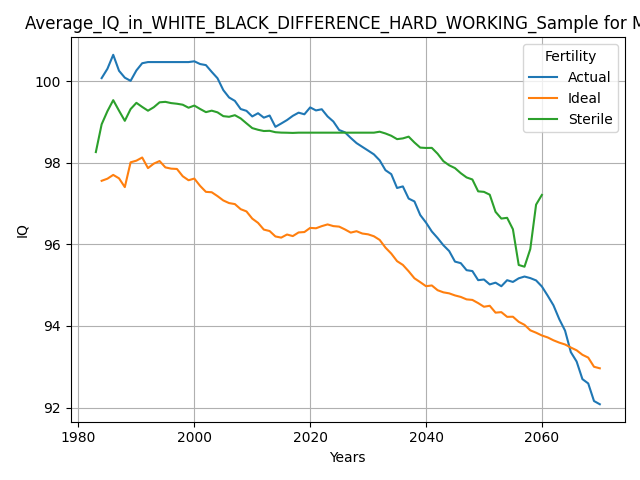 Average_IQ_in_WHITE_BLACK_DIFFERENCE_HARD_WORKING_Sample for M
Fertility
Actual
Ideal
Sterile
100
98
96
94
92
IQ
1980 2000 2020 2040 2060
Years